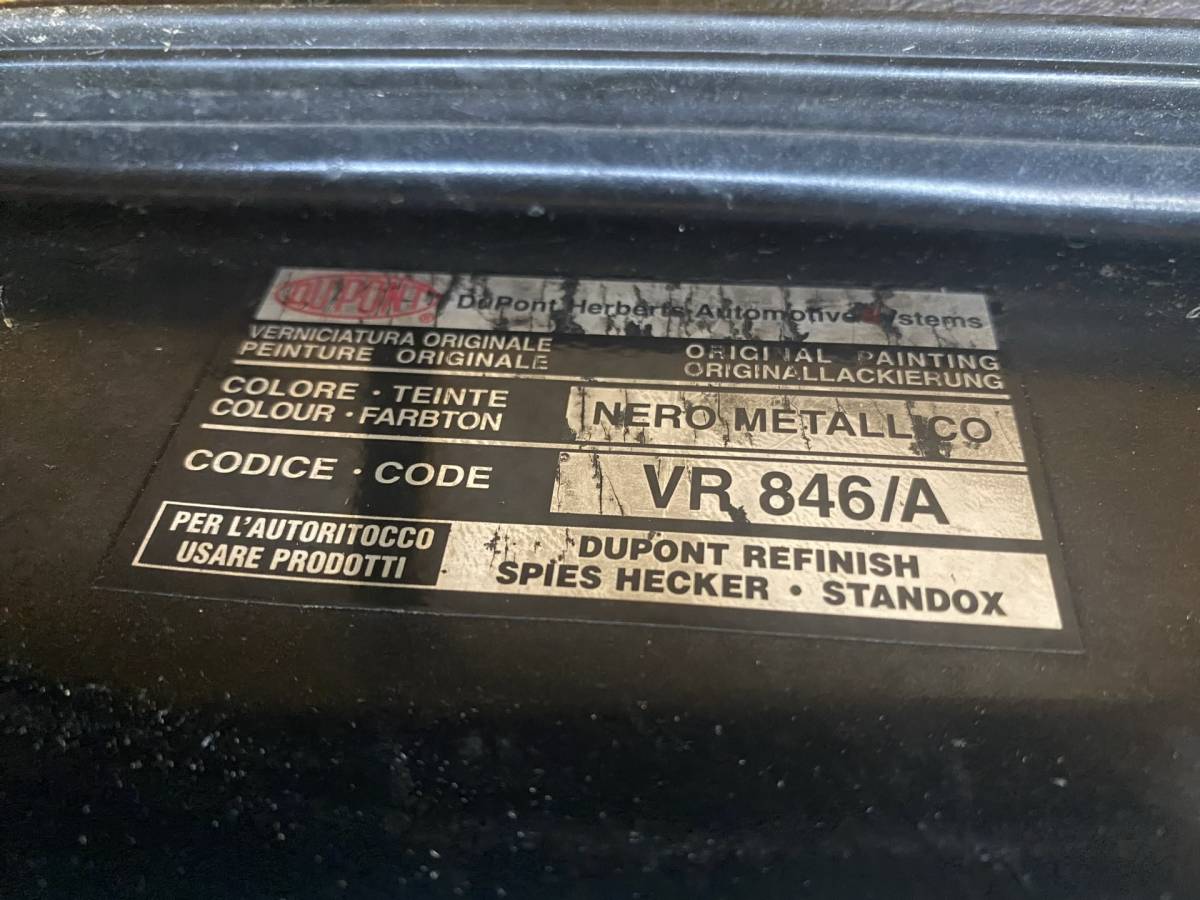 DUPONT ® DuPont Herberts Automotive Systems
VERNICIATURA ORIGINALE
PEINTURE ORIGINALE
ORIGINAL PAINTING
ORIGINALLACKIERUNG
COLORE · TEINTE
COLOUR · FARBTON
NERO METALLICO
CODICE · CODE
VR 846/A
PER L'AUTORITOCCO
USARE PRODOTTI
DUPONT REFINISH
SPIES HECKER • STANDOX